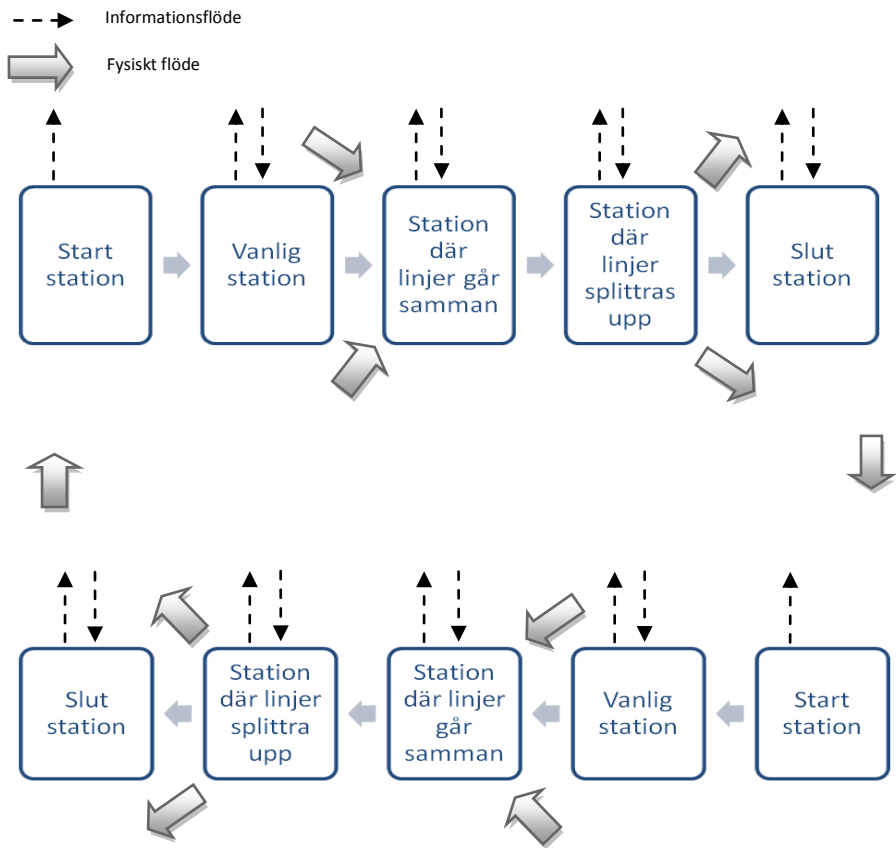 Informationsflöde
Fysiskt flöde
Start
station
Vanlig
station
Station
där
linjer går
samman
Station
där
linjer
splittras
upp
Slut
station
Slut
station
Station
där linjer
splittra
upp
Station
där linjer
går
samman
Vanlig
station
Start
station